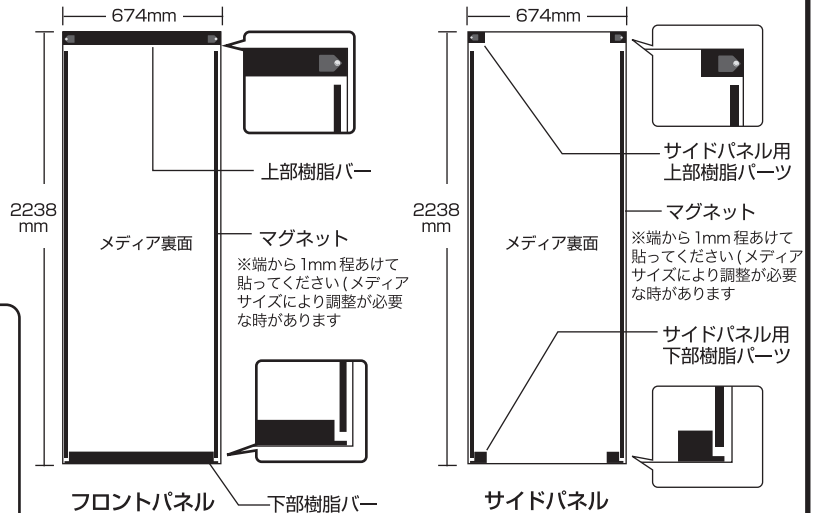 674mm
2238
mm
上部樹脂バー
メディア裏面
マグネット
※端から1mm程あけて
貼ってください(メディア
サイズにより調整が必要
な時があります
フロントパネル
下部樹脂バー
674mm
2238
mm
サイドパネル用
上部樹脂パーツ
マグネット
メディア裏面
※端から1mm程あけて
貼ってください(メディア
サイズにより調整が必要
な時があります
サイドパネル用
下部樹脂パーツ
サイドパネル